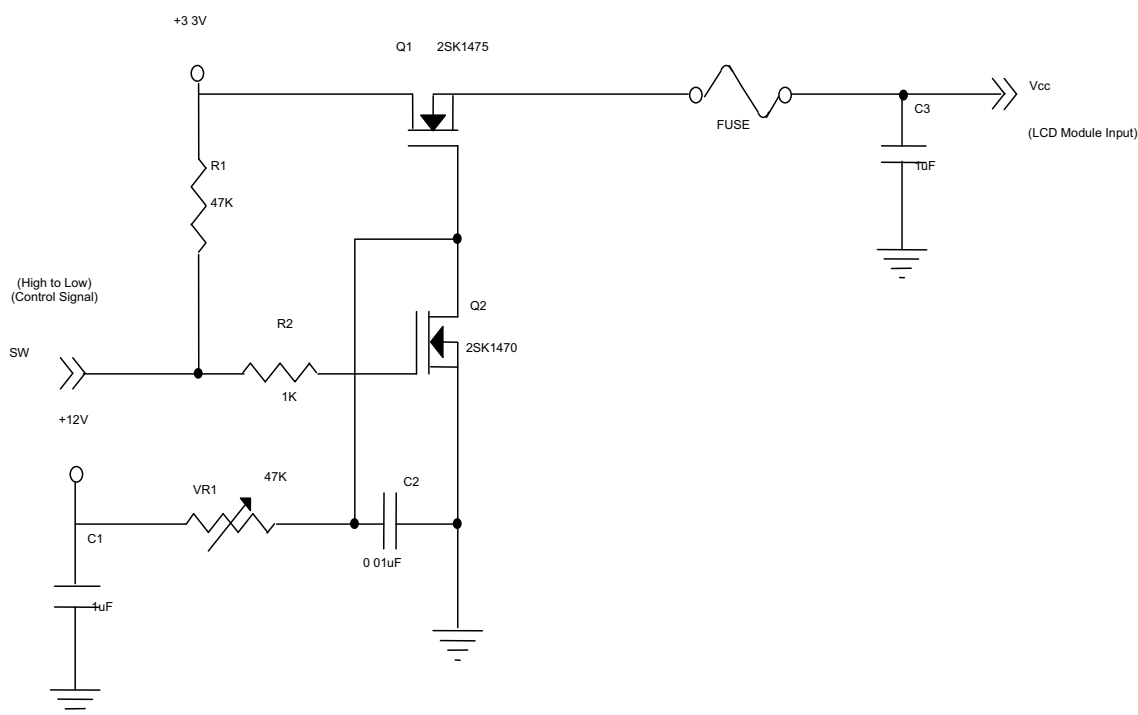 +3 3V
Q1 2SK1475
Vcc
C3
FUSE
(LCD Module Input)
R1
1uF
47K
(High to Low)
(Control Signal)
Q2
R2
2SK1470
SW
1K
+12V
47K
C2
VR1
C1
0 01uF
1uF